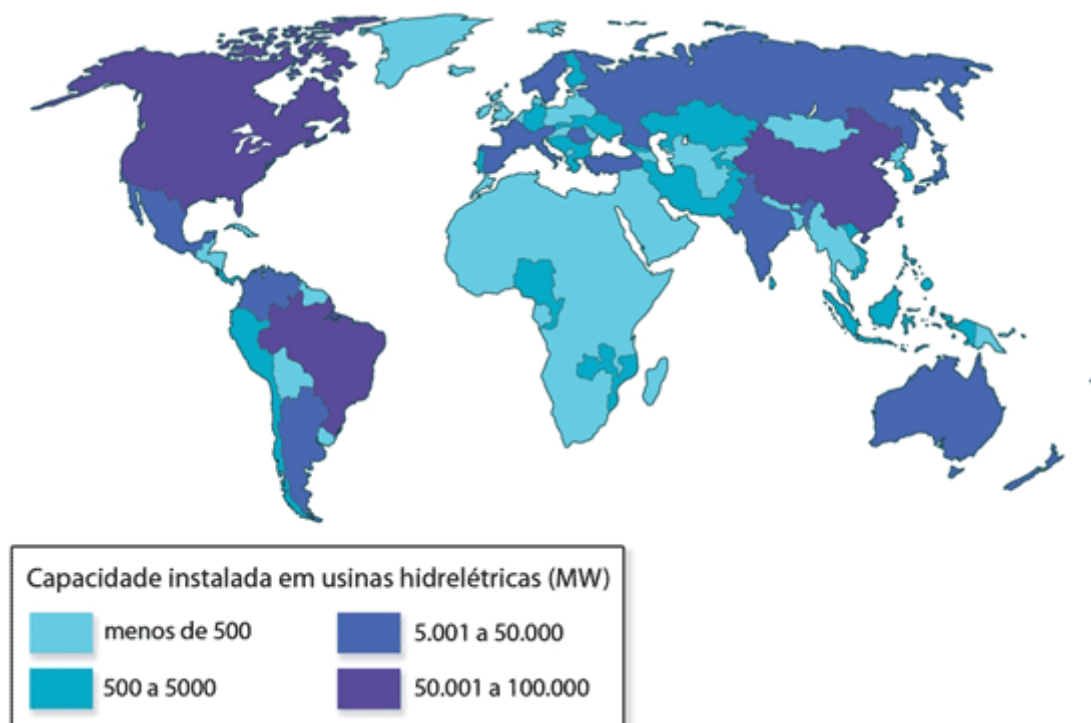 Capacidade instalada em usinas hidrelétricas (MW)
menos de 500
5.001 a 50.000
500 a 5000
50.001 a 100.000